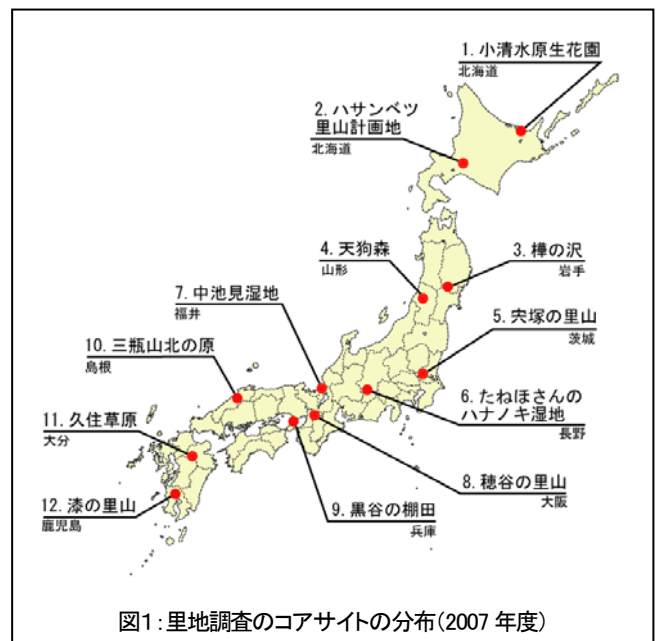 1. 小清水原生花園
北海道
2. ハサンベツ
里山計画地
北海道
4. 天狗森
山形
3. 樺の沢
岩手
7. 中池見湿地
福井
5. 宍塚の里山
茨城
10. 三瓶山北の原
島根
6. たねほさんの
ハナノキ湿地
長野
11. 久住草原
大分
8. 穂谷の里山
大阪
12. 漆の里山
鹿児島
9. 黒谷の棚田
兵庫
図1:里地調査のコアサイトの分布(2007 年度)